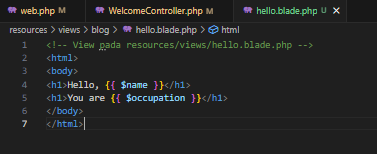 web.php M WelcomeController.php M hello.blade.php U X
resources > views > blog > hello.blade.php > html
1 <!-- View pada resources/views/hello.blade.php -->
2 <html>
3 <body>
4 <h1>Hello, {{ $name }}</h1>
5 <h1>You are {{ $occupation }}</h1>
6 </body>
7 </html>